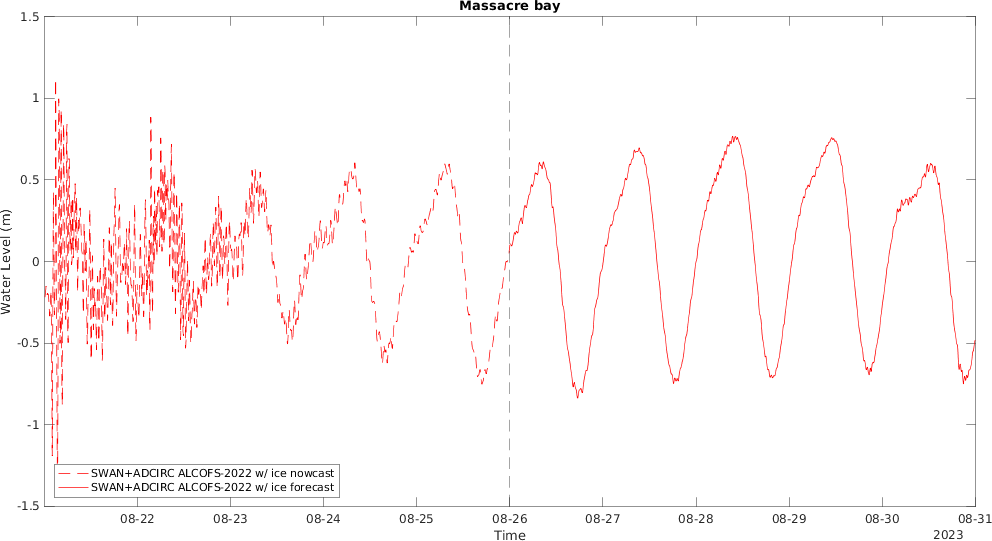 Massacre bay
1.5
1
0.5
0
-0.5
-1
-1.5
Water Level (m)
SWAN+ADCIRC ALCOFS-2022 w/ ice nowcast
SWAN+ADCIRC ALCOFS-2022 w/ ice forecast
08-22 08-23 08-24 08-25 08-26 08-27 08-28 08-29 08-30 08-31
Time
2023